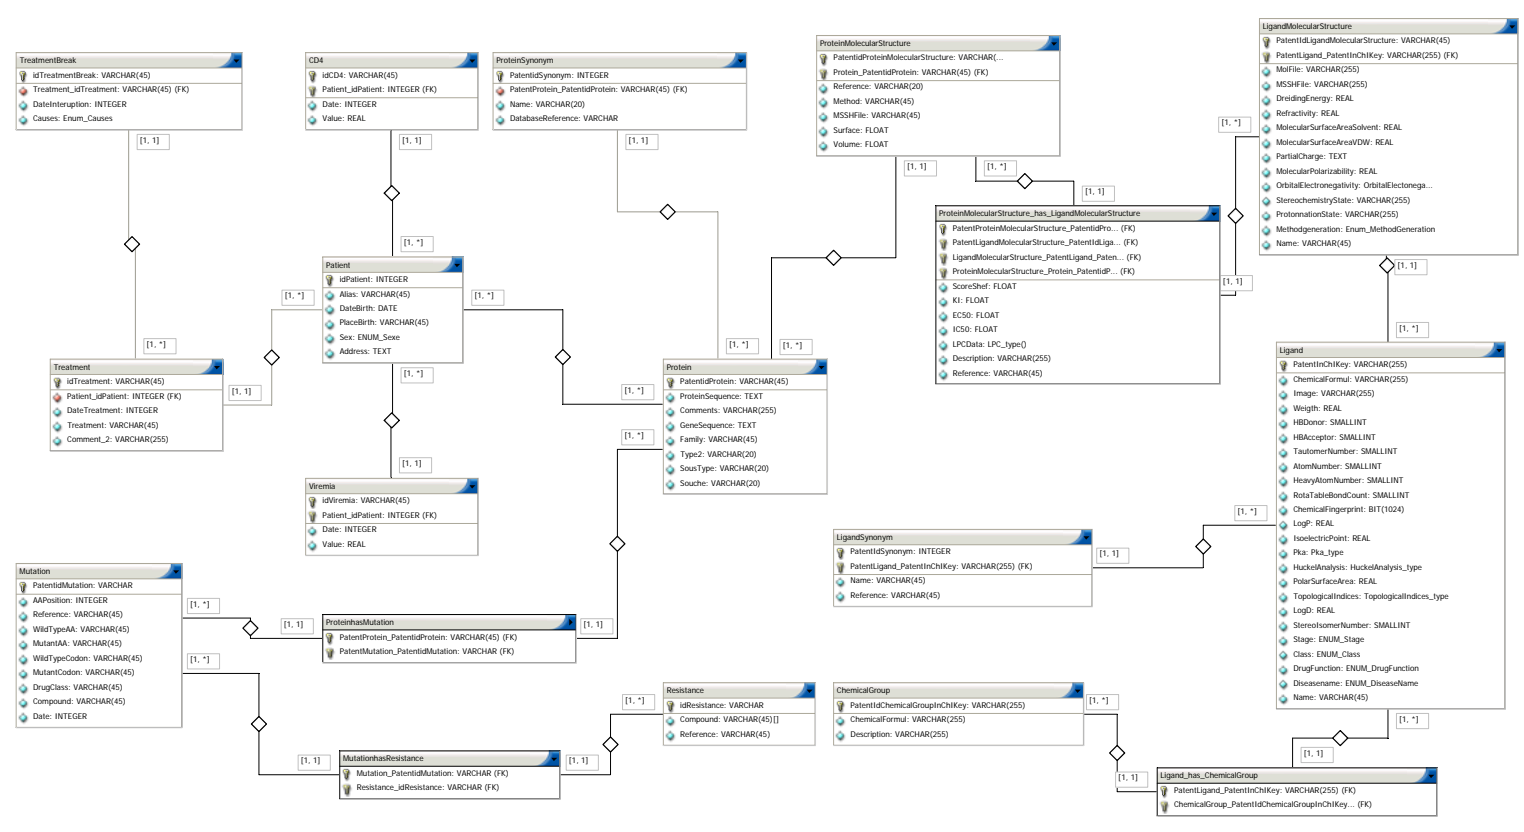 TreatmentBreak
idTreatmentBreak: VARCHAR(45)
Treatment_idTreatment: VARCHAR(45) (FK)
DateInteruption: INTEGER
Causes: Enum_Causes
[1, 1]
CD4
idCD4: VARCHAR(45)
Patient_idPatient: INTEGER (FK)
Date: INTEGER
Value: REAL
[1, 1]
ProteinSynonym
PatentidSynonym: INTEGER
PatentProtein_PatentidProtein: VARCHAR(45) (FK)
Name: VARCHAR(20)
DatabaseReference: VARCHAR
[1, 1]
ProteinMolecularStructure
PatentidProteinMolecularStructure: VARCHAR(...
Protein_PatentidProtein: VARCHAR(45) (FK)
Reference: VARCHAR(20)
Method: VARCHAR(45)
MSSHFile: VARCHAR(45)
Surface: FLOAT
Volume: FLOAT
[1, 1]
[1, *]
[1, 1]
LigandMolecularStructure
PatentIdLigandMolecularStructure: VARCHAR(45)
PatentLigand_PatentInChIKey: VARCHAR(255) (FK)
MolFile: VARCHAR(255)
MSSHFile: VARCHAR(255)
DreidingEnergy: REAL
Refractivity: REAL
MolecularSurfaceAreaSolvent: REAL
MolecularSurfaceAreaVDW: REAL
PartialCharge: TEXT
MolecularPolarizability: REAL
OrbitalElectronegativity: OrbitalElectonega...
StereochemistryState: VARCHAR(255)
ProtonnationState: VARCHAR(255)
Methodgeneration: Enum_MethodGeneration
Name: VARCHAR(45)
[1, *]
[1, 1]
ProteinMolecularStructure_has_LigandMolecularStructure
PatentProteinMolecularStructure_PatentidPro... (FK)
PatentLigandMolecularStructure_PatentIdLiga... (FK)
LigandMolecularStructure_PatentLigand_Paten... (FK)
ProteinMolecularStructure_Protein_PatentidP... (FK)
ScoreShef: FLOAT
KI: FLOAT
EC50: FLOAT
IC50: FLOAT
LPCData: LPC_type()
Description: VARCHAR(255)
Reference: VARCHAR(45)
[1, 1]
[1, *]
Patient
idPatient: INTEGER
Alias: VARCHAR(45)
DateBirth: DATE
PlaceBirth: VARCHAR(45)
Sex: ENUM_Sexe
Address: TEXT
[1, *]
[1, *]
[1, *]
[1, *]
Treatment
idTreatment: VARCHAR(45)
Patient_idPatient: INTEGER (FK)
DateTreatment: INTEGER
Treatment: VARCHAR(45)
Comment_2: VARCHAR(255)
[1, *]
[1, 1]
Protein
PatentidProtein: VARCHAR(45)
ProteinSequence: TEXT
Comments: VARCHAR(255)
GeneSequence: TEXT
Family: VARCHAR(45)
Type2: VARCHAR(20)
SousType: VARCHAR(20)
Souche: VARCHAR(20)
[1, *]
[1, *]
[1, *]
[1, *]
Ligand
PatentInChIKey: VARCHAR(255)
ChemicalFormul: VARCHAR(255)
Image: VARCHAR(255)
Weigth: REAL
HBDonor: SMALLINT
HBAcceptor: SMALLINT
TautomerNumber: SMALLINT
AtomNumber: SMALLINT
HeavyAtomNumber: SMALLINT
RotaTableBondCount: SMALLINT
ChemicalFingerprint: BIT(1024)
LogP: REAL
IsoelectricPoint: REAL
Pka: Pka_type
HuckelAnalysis: HuckelAnalysis_type
PolarSurfaceArea: REAL
TopologicalIndices: TopologicalIndices_type
LogD: REAL
StereoIsomerNumber: SMALLINT
Stage: ENUM_Stage
Class: ENUM_Class
DrugFunction: ENUM_DrugFunction
Diseasename: ENUM_DiseaseName
Name: VARCHAR(45)
[1, *]
[1, *]
[1, 1]
Viremia
idViremia: VARCHAR(45)
Patient_idPatient: INTEGER (FK)
Date: INTEGER
Value: REAL
[1, 1]
LigandSynonym
PatentIdSynonym: INTEGER
PatentLigand_PatentInChIKey: VARCHAR(255) (FK)
Name: VARCHAR(45)
Reference: VARCHAR(45)
[1, 1]
Mutation
PatentidMutation: VARCHAR
AAPosition: INTEGER
Reference: VARCHAR(45)
WildTypeAA: VARCHAR(45)
MutantAA: VARCHAR(45)
WildTypeCodon: VARCHAR(45)
MutantCodon: VARCHAR(45)
DrugClass: VARCHAR(45)
Compound: VARCHAR(45)
Date: INTEGER
[1, *]
[1, *]
ProteinhasMutation
PatentProtein_PatentidProtein: VARCHAR(45) (FK)
PatentMutation_PatentidMutation: VARCHAR (FK)
[1, 1]
[1, 1]
Resistance
idResistance: VARCHAR
Compound: VARCHAR(45)[]
Reference: VARCHAR(45)
[1, *]
ChemicalGroup
PatentIdChemicalGroupInChIKey: VARCHAR(255)
ChemicalFormul: VARCHAR(255)
Description: VARCHAR(255)
[1, *]
MutationhasResistance
Mutation_PatentidMutation: VARCHAR (FK)
Resistance_idResistance: VARCHAR (FK)
[1, 1]
[1, 1]
Ligand_has_ChemicalGroup
PatentLigand_PatentInChIKey: VARCHAR(255) (FK)
ChemicalGroup_PatentIdChemicalGroupInChIKey... (FK)
[1, 1]